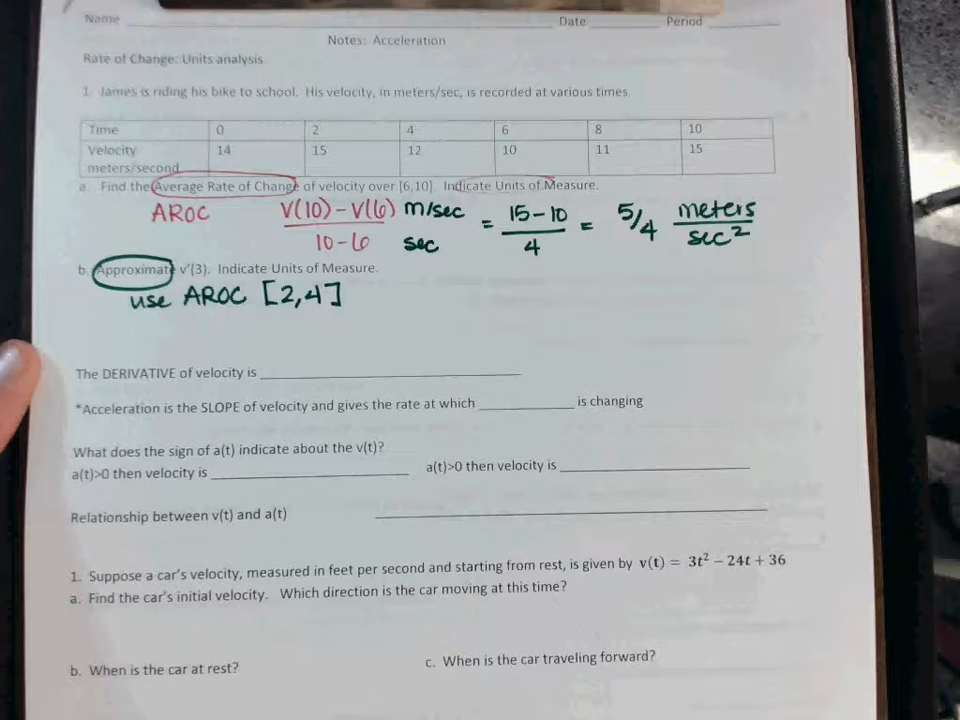 Name ____ Date ____ Period ____
Notes: Acceleration
Rate of Change: Units analysis
1. James is riding his bike to school. His velocity, in meters/sec, is recorded at various times.
Time 0 2 4 6 8 10
Velocity meters/second 14 15 12 10 11 15
a. Find the Average Rate of Change of velocity over [6,10]. Indicate Units of Measure.
AROC v(10) - v(6) / 10 - 6 m/sec / sec = 15 - 10 / 4 = 5/4 meters / sec²
b. Approximate v'(3). Indicate Units of Measure.
use AROC [2,4]
The DERIVATIVE of velocity is ____
*Acceleration is the SLOPE of velocity and gives the rate at which ____ is changing
What does the sign of a(t) indicate about the v(t)?
a(t)>0 then velocity is ____ a(t)>0 then velocity is ____
Relationship between v(t) and a(t) ____
1. Suppose a car's velocity, measured in feet per second and starting from rest, is given by v(t) = 3t² − 24t + 36
a. Find the car's initial velocity. Which direction is the car moving at this time?
b. When is the car at rest? c. When is the car traveling forward?